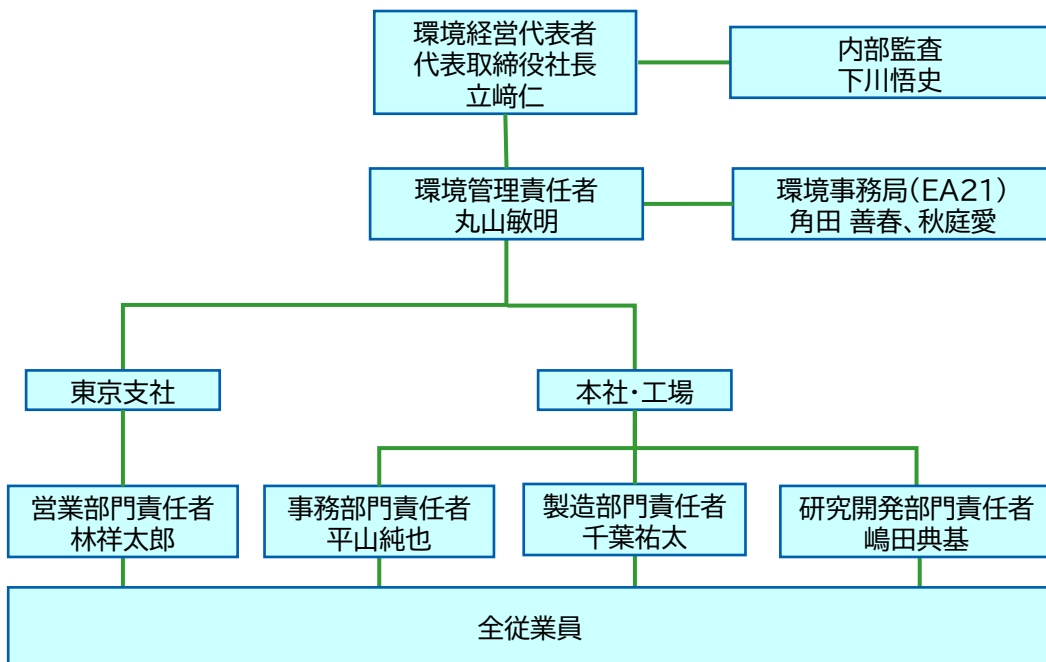 環境経営代表者
代表取締役社長
立﨑仁
内部監査
下川悟史
環境管理責任者
丸山敏明
環境事務局(EA21)
角田 善春、秋庭愛
東京支社
本社・工場
営業部門責任者
林祥太郎
事務部門責任者
平山純也
製造部門責任者
千葉祐太
研究開発部門責任者
嶋田典基
全従業員